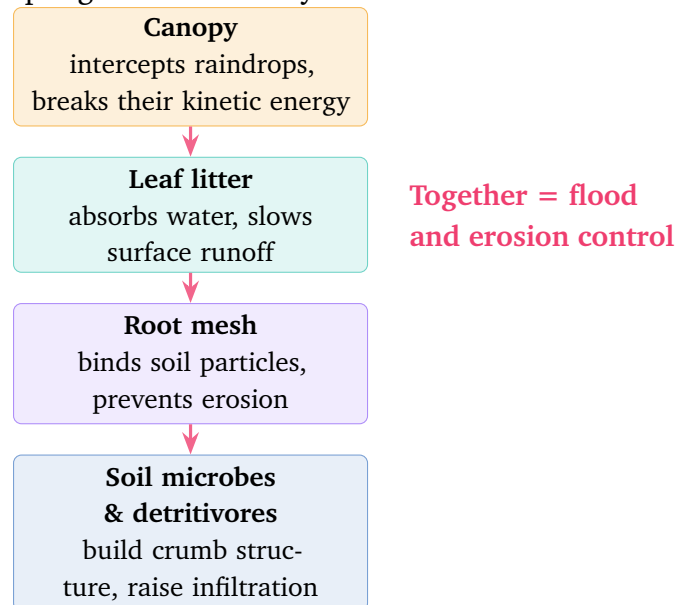 Canopy
intercepts raindrops,
breaks their kinetic energy
Leaf litter
absorbs water, slows
surface runoff
Together = flood
and erosion control
Root mesh
binds soil particles,
prevents erosion
Soil microbes
& detritivores
build crumb struc-
ture, raise infiltration